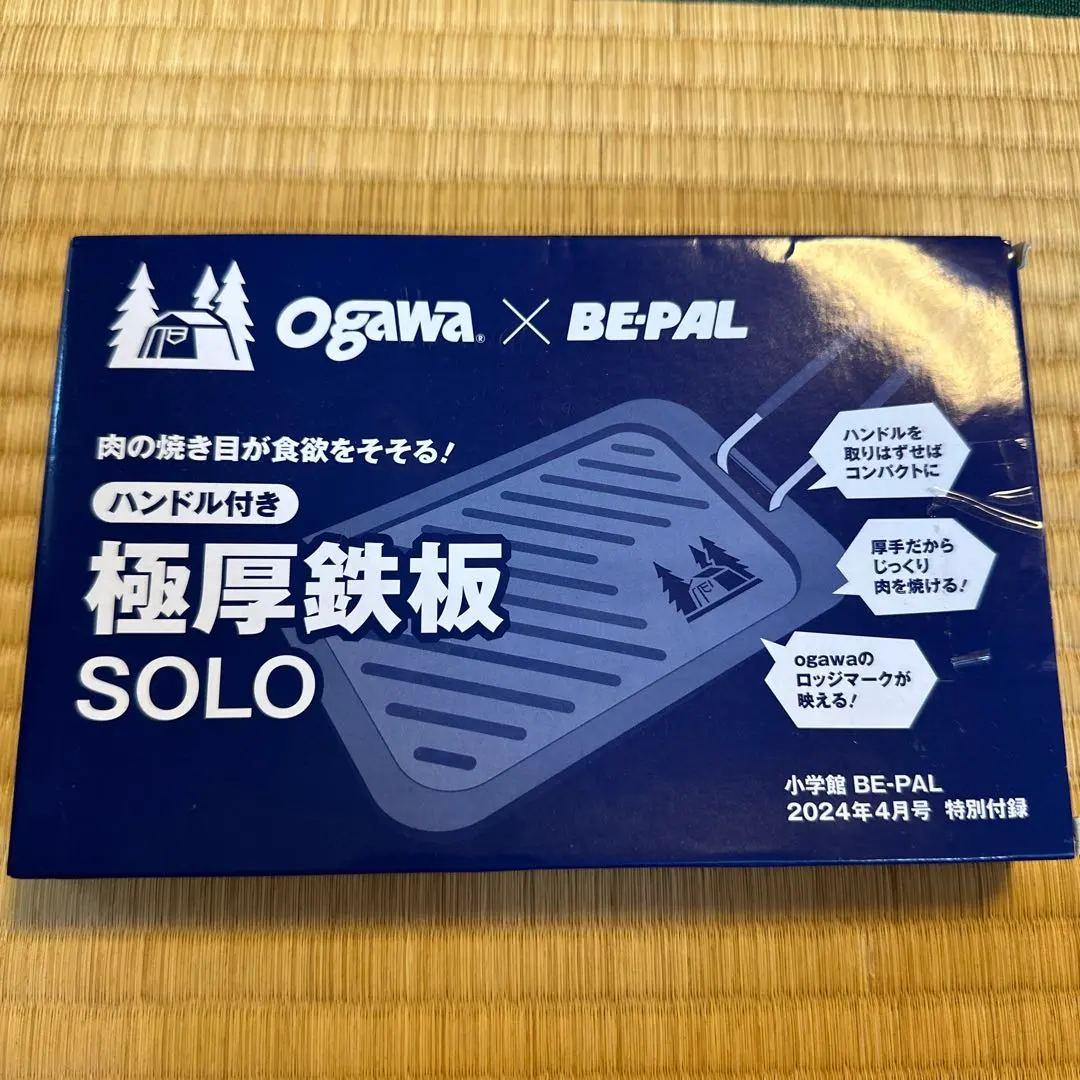 ogawa® × BE-PAL
肉の焼き目が食欲をそそる!
ハンドル付き
極厚鉄板
SOLO
ハンドルを
取りはずせば
コンパクトに
厚手だから
じっくり
肉を焼ける!
ogawaの
ロッジマークが
映える!
小学館 BE-PAL
2024年4月号 特別付録